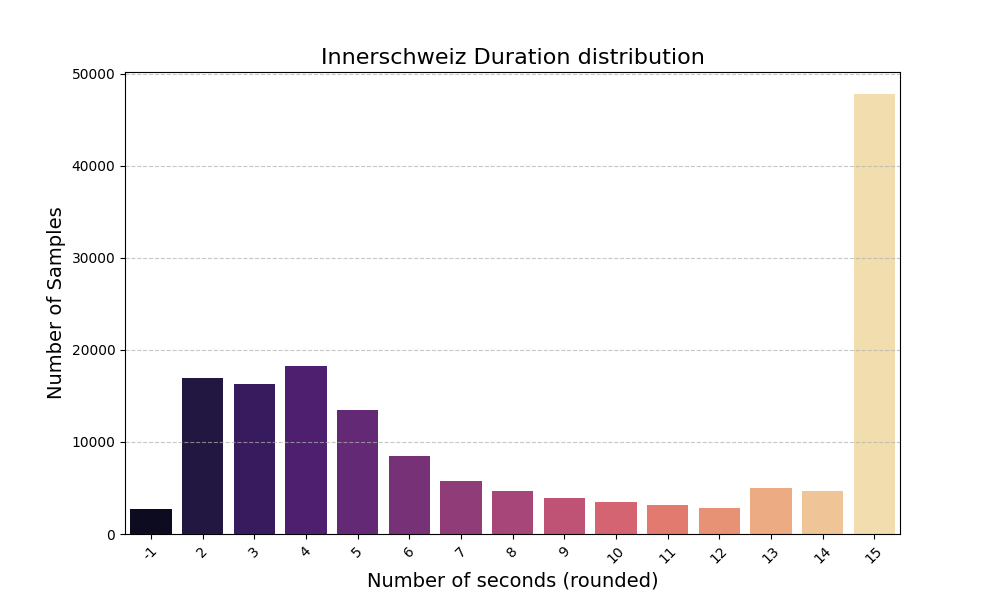 Innerschweiz Duration distribution
Number of Samples
50000
40000
30000
20000
10000
0
-1 2 3 4 5 6 7 8 9 10 11 12 13 14 15
Number of seconds (rounded)